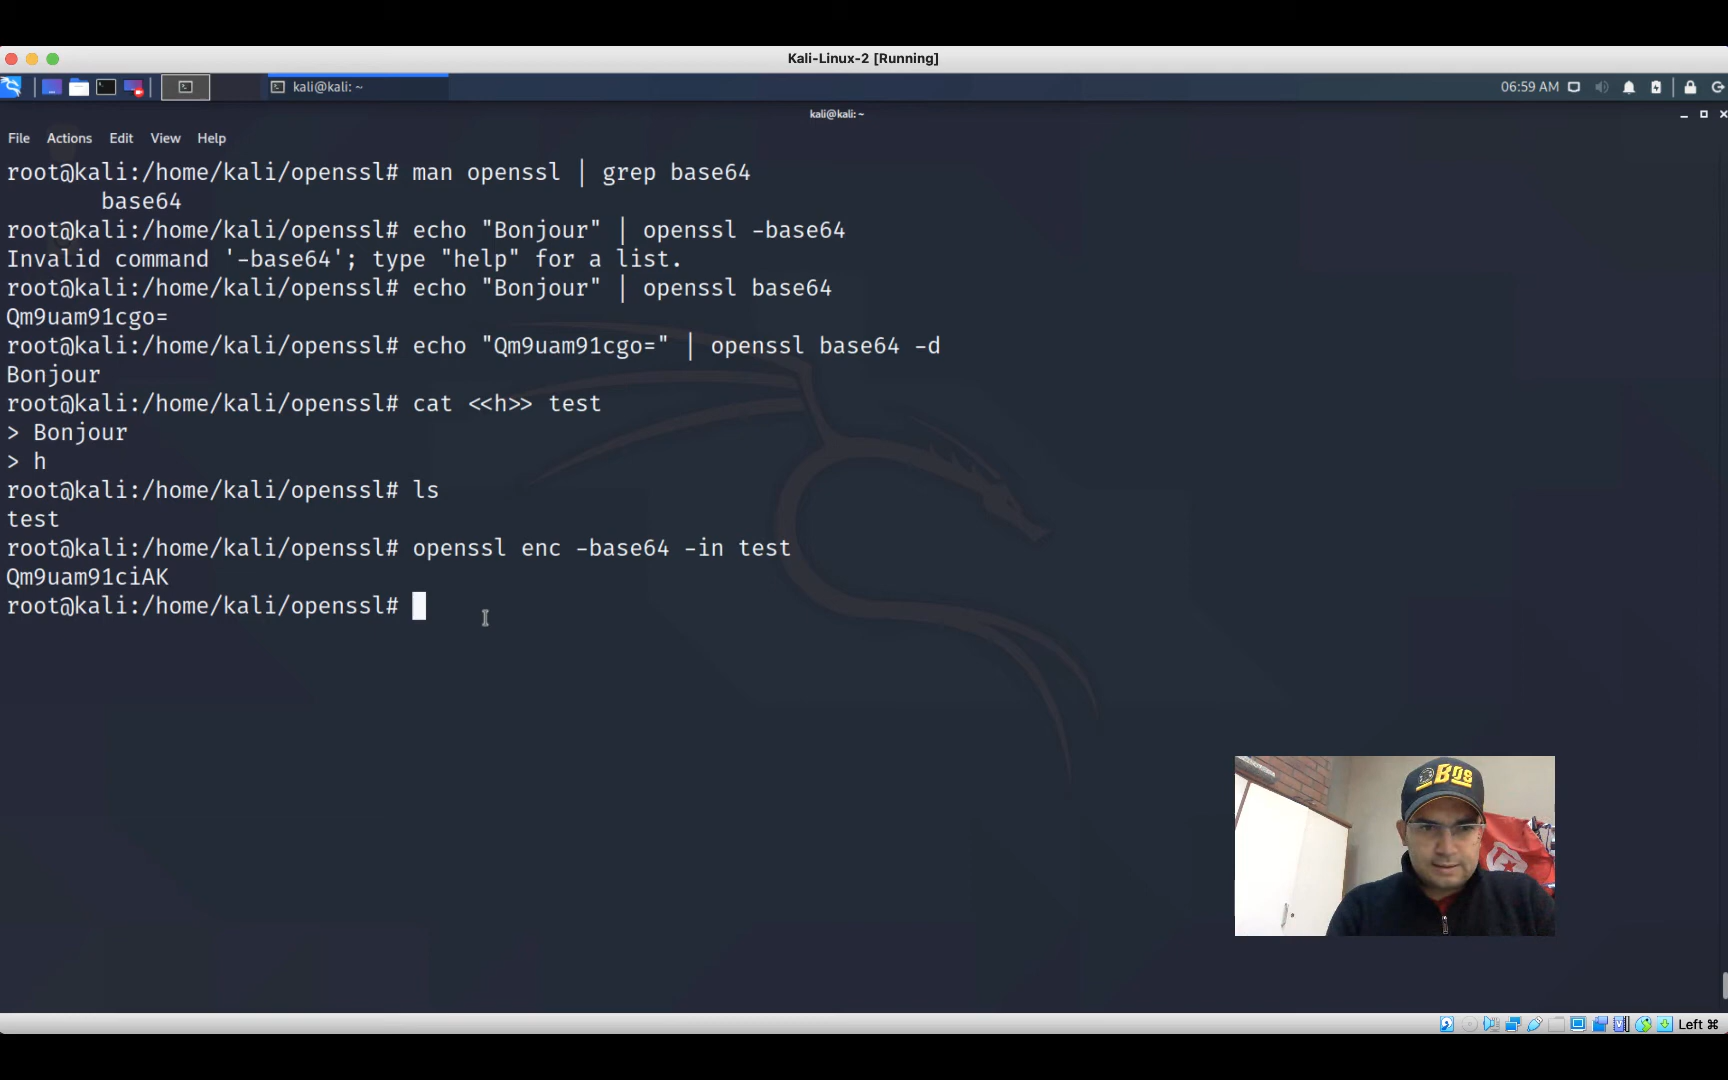 Kali-Linux-2 [Running]
kali@kali: ~
06:59 AM
kali@kali: ~
File Actions Edit View Help
root@kali:/home/kali/openssl# man openssl | grep base64
base64
root@kali:/home/kali/openssl# echo "Bonjour" | openssl -base64
Invalid command '-base64'; type "help" for a list.
root@kali:/home/kali/openssl# echo "Bonjour" | openssl base64
Qm9uam91cgo=
root@kali:/home/kali/openssl# echo "Qm9uam91cgo=" | openssl base64 -d
Bonjour
root@kali:/home/kali/openssl# cat <<h>> test
> Bonjour
> h
root@kali:/home/kali/openssl# ls
test
root@kali:/home/kali/openssl# openssl enc -base64 -in test
Qm9uam91ciAK
root@kali:/home/kali/openssl#
Bos
Left ⌘